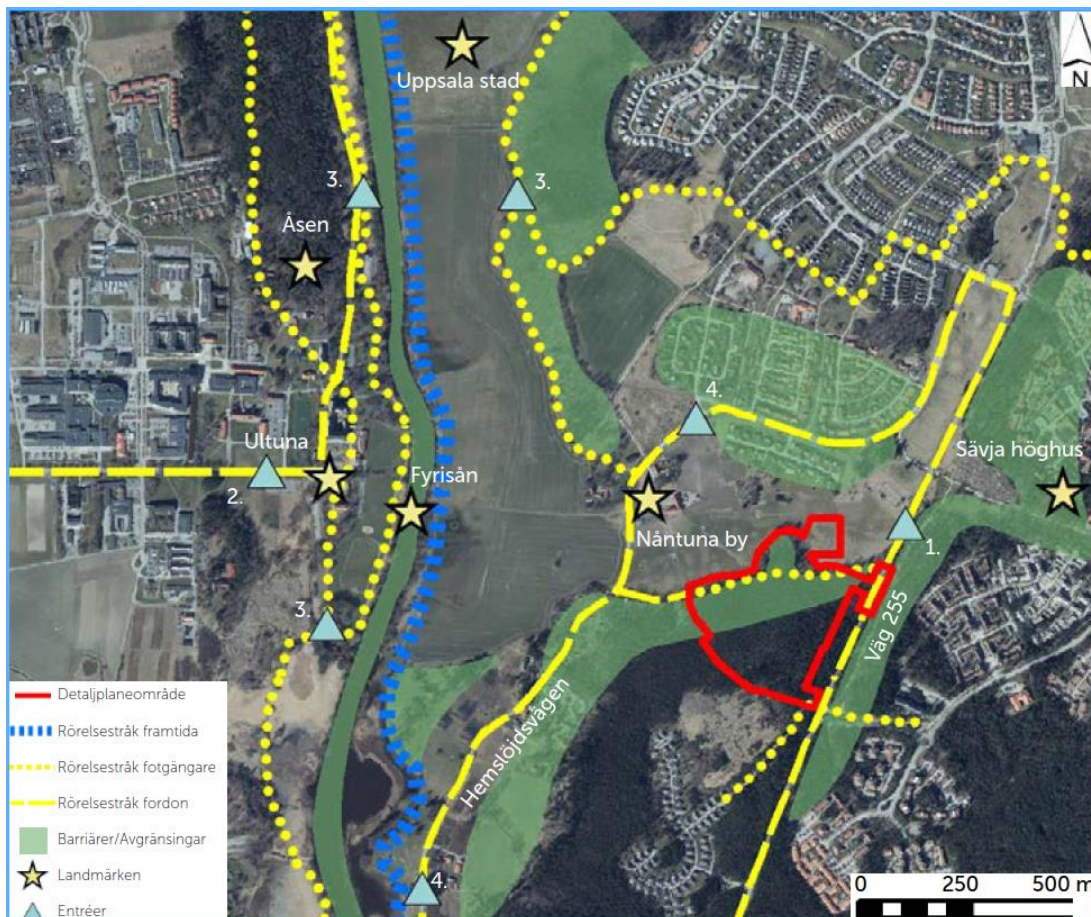 N
Uppsala stad
3.
3.
Åsen
4.
Ultuna
Sävja höghus
2.
Fyrisån
Nåntuna by
1.
3.
Väg 255
Hemslöjdsvägen
4.
Detaljplaneområde
Rörelsestråk framtida
Rörelsestråk fotgängare
Rörelsestråk fordon
Barriärer/Avgränsingar
Landmärken
Entréer
0 250 500 m